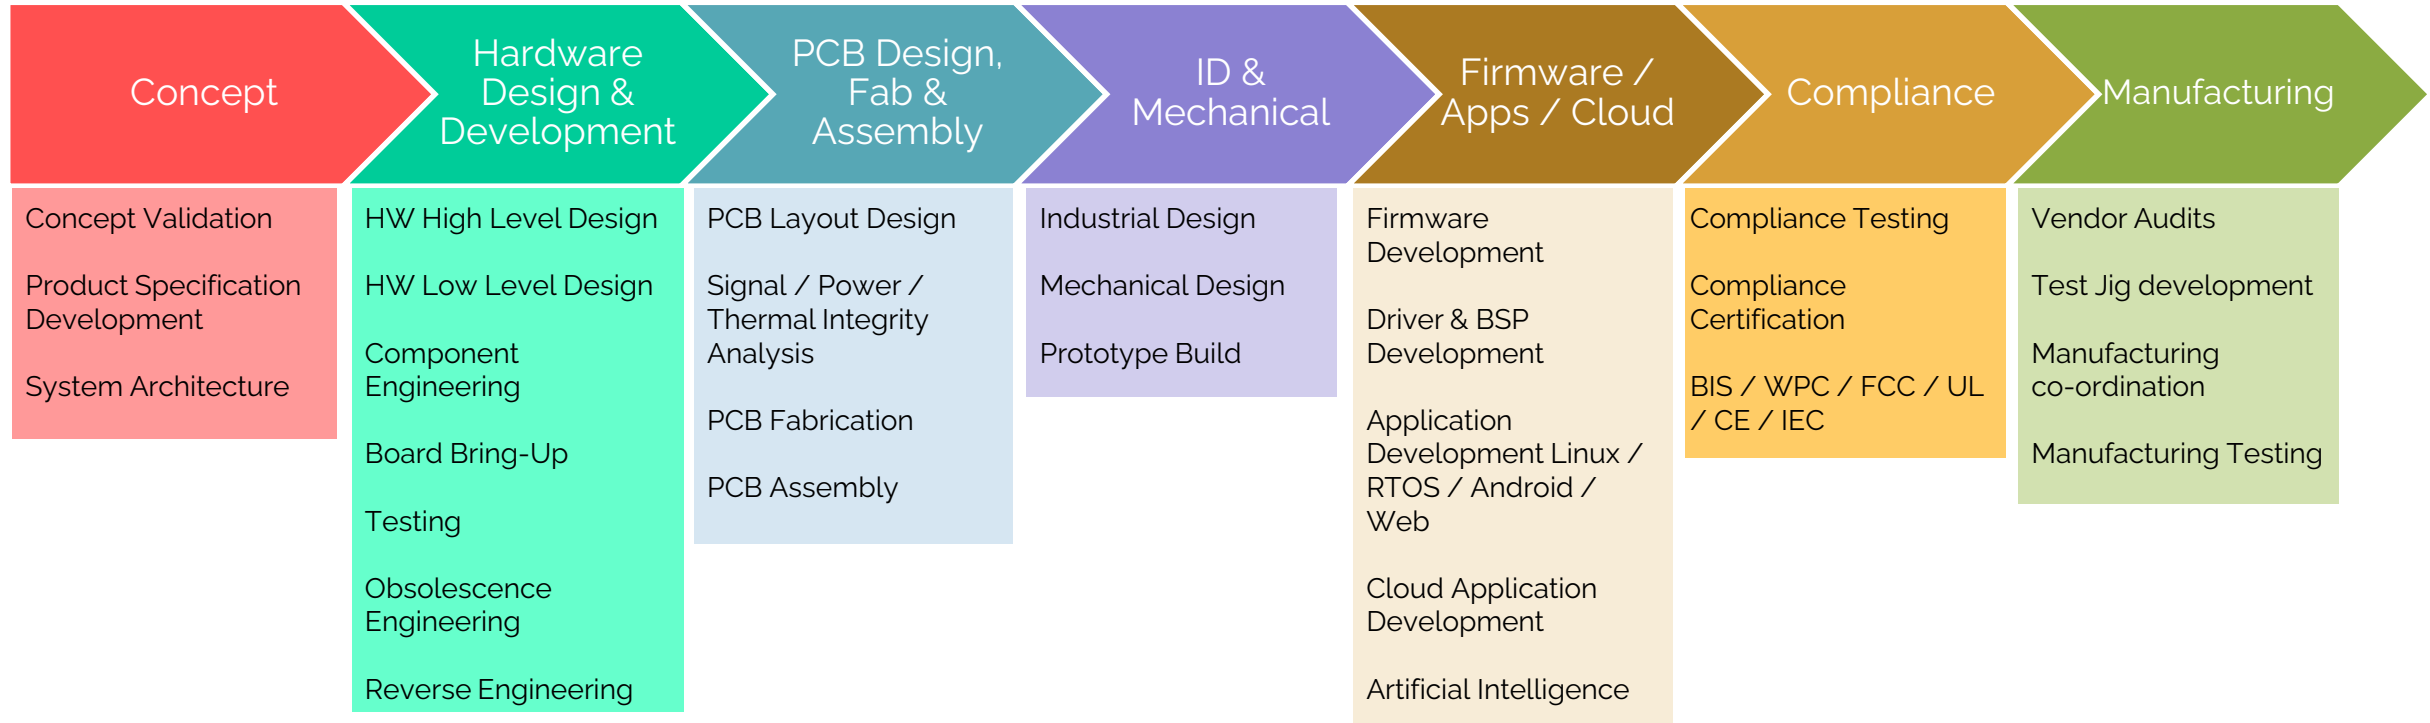 Concept
Hardware
Design &
Development
PCB Design,
Fab &
Assembly
ID &
Mechanical
Firmware /
Apps / Cloud
Compliance
Manufacturing
Concept Validation
Product Specification
Development
System Architecture
HW High Level Design
HW Low Level Design
Component
Engineering
Board Bring-Up
Testing
Obsolescence
Engineering
Reverse Engineering
PCB Layout Design
Signal / Power /
Thermal Integrity
Analysis
PCB Fabrication
PCB Assembly
Industrial Design
Mechanical Design
Prototype Build
Firmware
Development
Driver & BSP
Development
Application
Development Linux /
RTOS / Android /
Web
Cloud Application
Development
Artificial Intelligence
Compliance Testing
Compliance
Certification
BIS / WPC / FCC / UL
/ CE / IEC
Vendor Audits
Test Jig development
Manufacturing
co-ordination
Manufacturing Testing